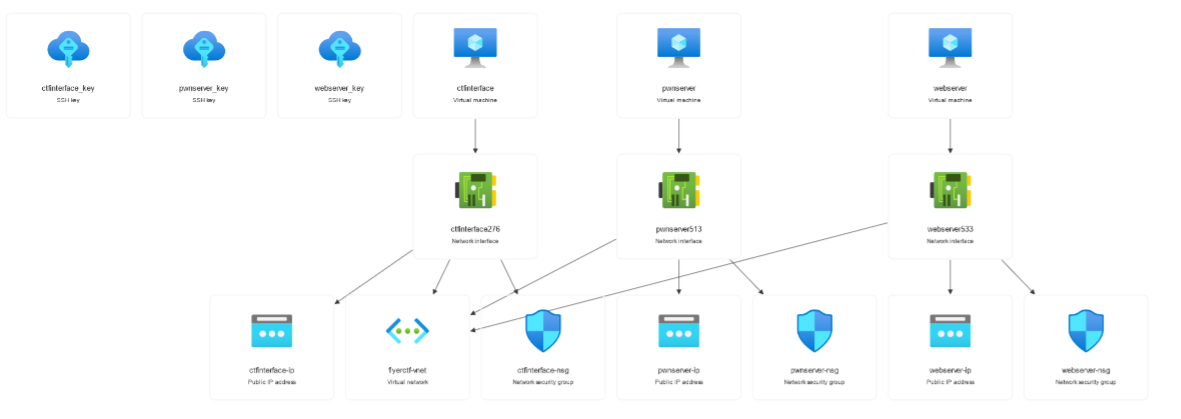 ctfinterface_key
SSH key
pwnserver_key
SSH key
webserver_key
SSH key
ctfinterface
Virtual machine
pwnserver
Virtual machine
webserver
Virtual machine
ctfinterface276
Network interface
pwnserver513
Network interface
webserver533
Network interface
ctfinterface-ip
Public IP address
flyerctf-vnet
Virtual network
ctfinterface-nsg
Network security group
pwnserver-ip
Public IP address
pwnserver-nsg
Network security group
webserver-ip
Public IP address
webserver-nsg
Network security group